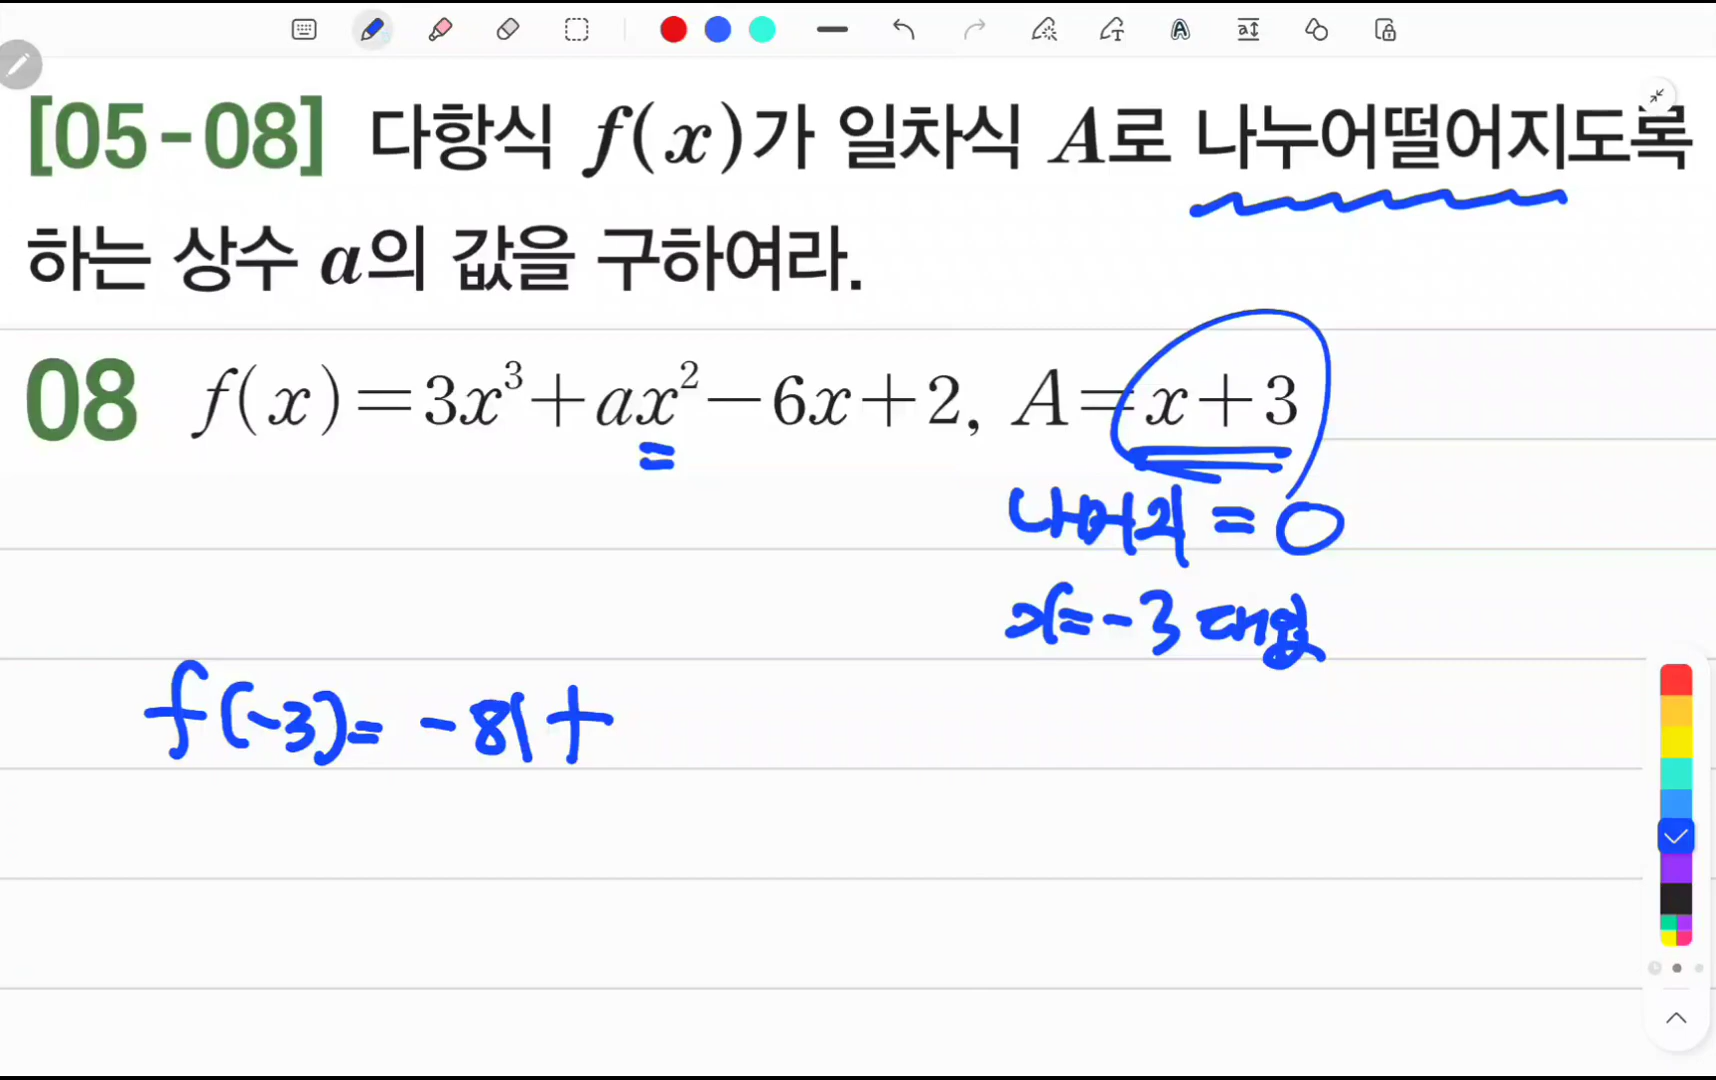 [05-08] 다항식 f(x)가 일차식 A로 나누어떨어지도록
하는 상수 a의 값을 구하여라.
08 f(x)=3x³+ax²-6x+2, A=x+3
나머지 = 0
x=-3 대입
f(-3)= -81+